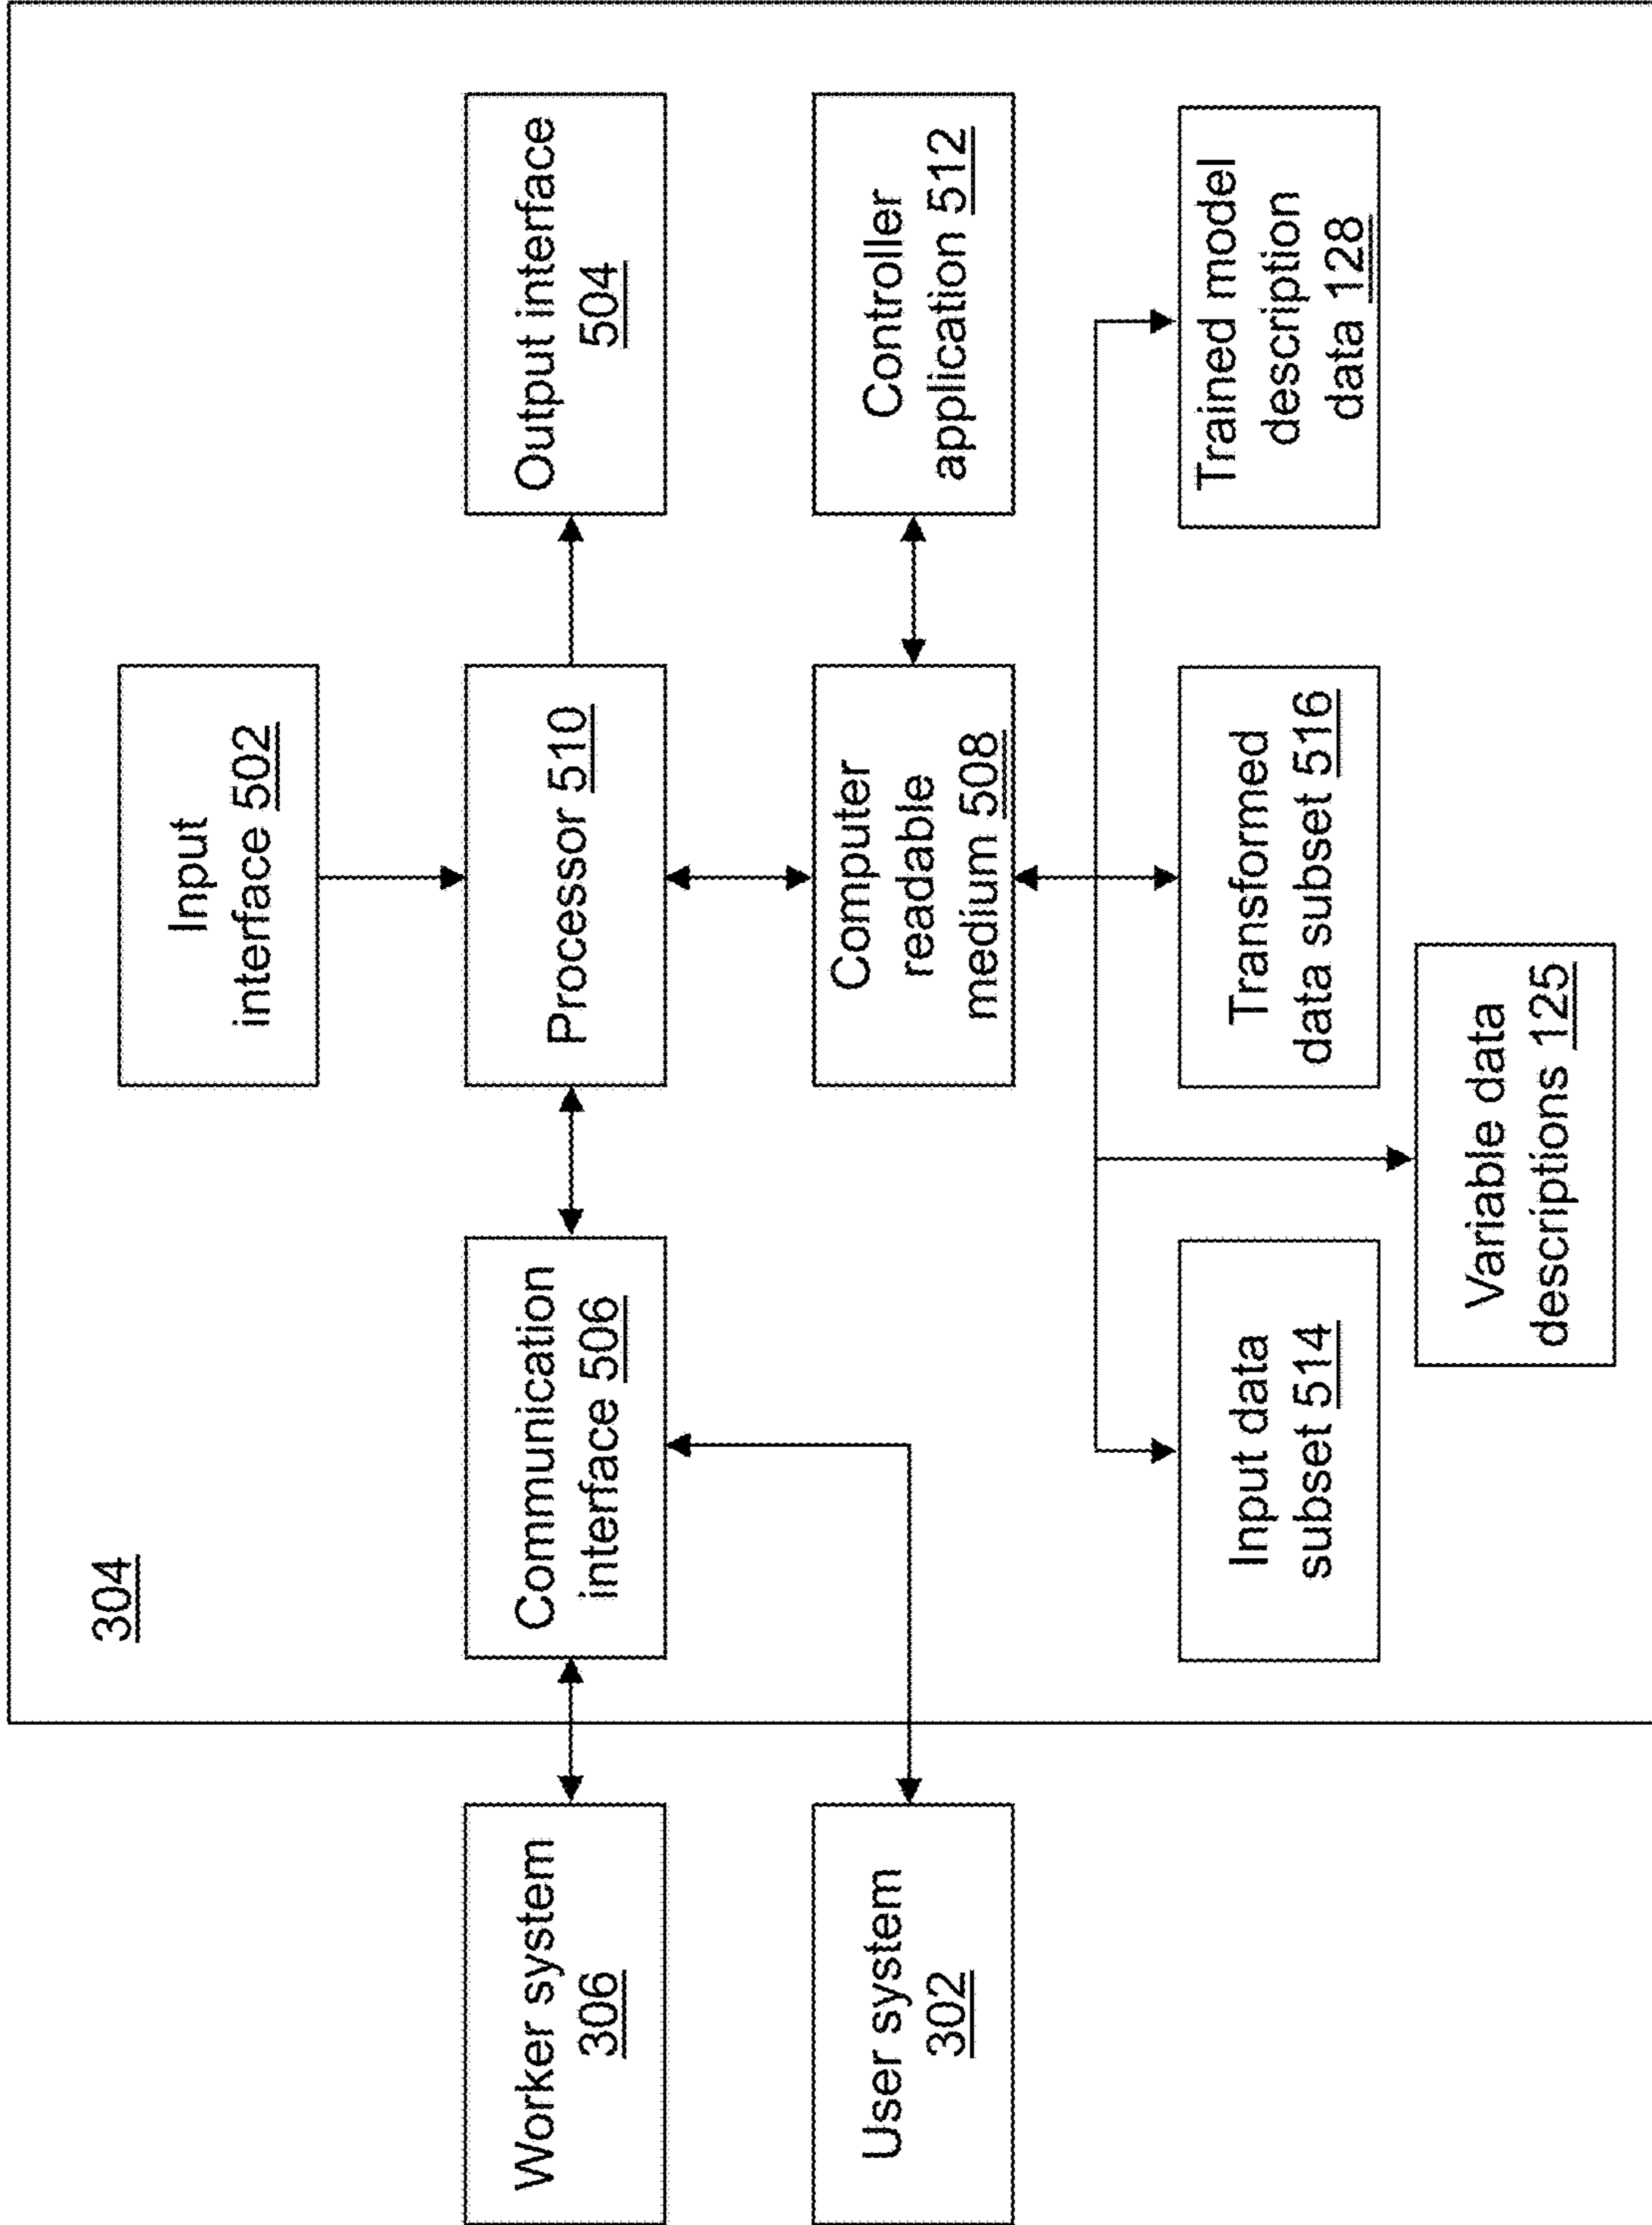 304
Input
interface 502
Worker system
306
Communication
interface 506
Processor 510
Output interface
504
User system
302
Computer
readable
medium 508
Controller
application 512
Input data
subset 514
Transformed
data subset 516
Trained model
description
data 128
Variable data
descriptions 125